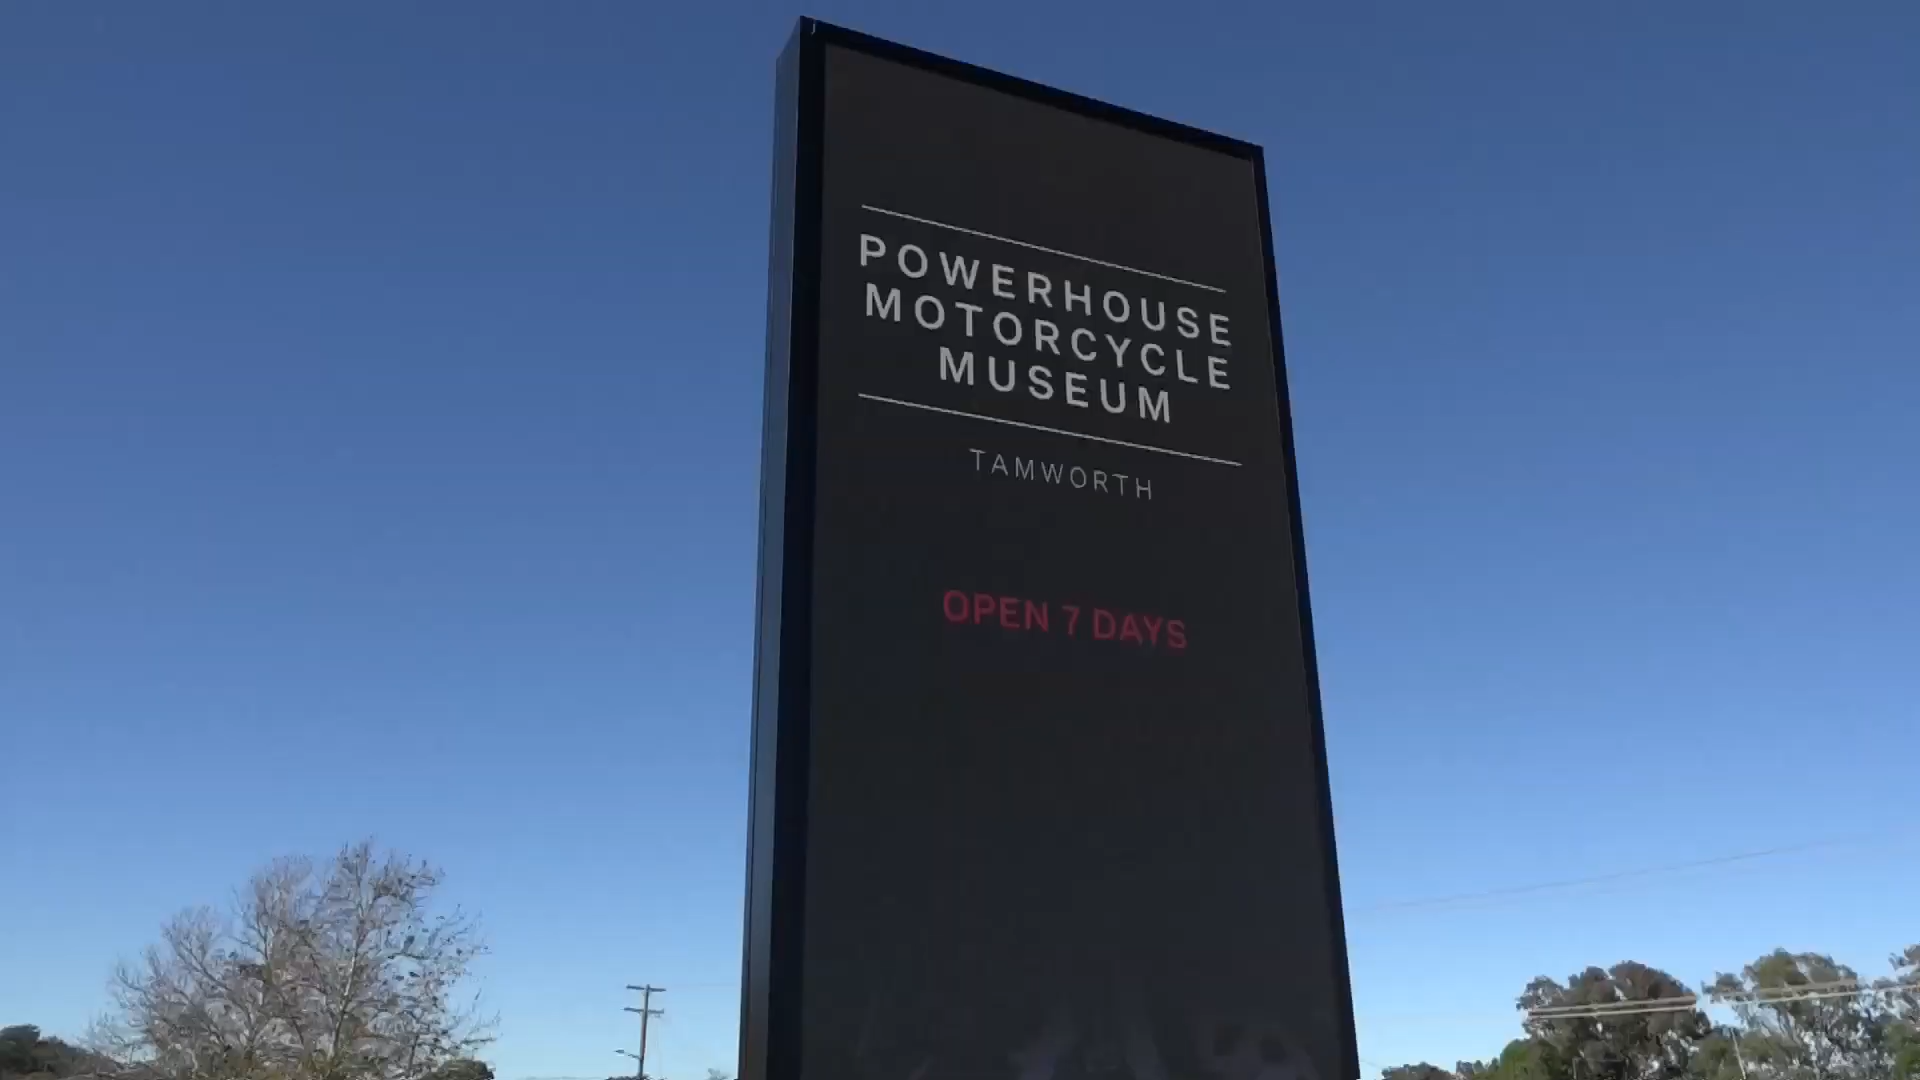 POWERHOUSE
MOTORCYCLE
MUSEUM
TAMWORTH
OPEN 7 DAYS